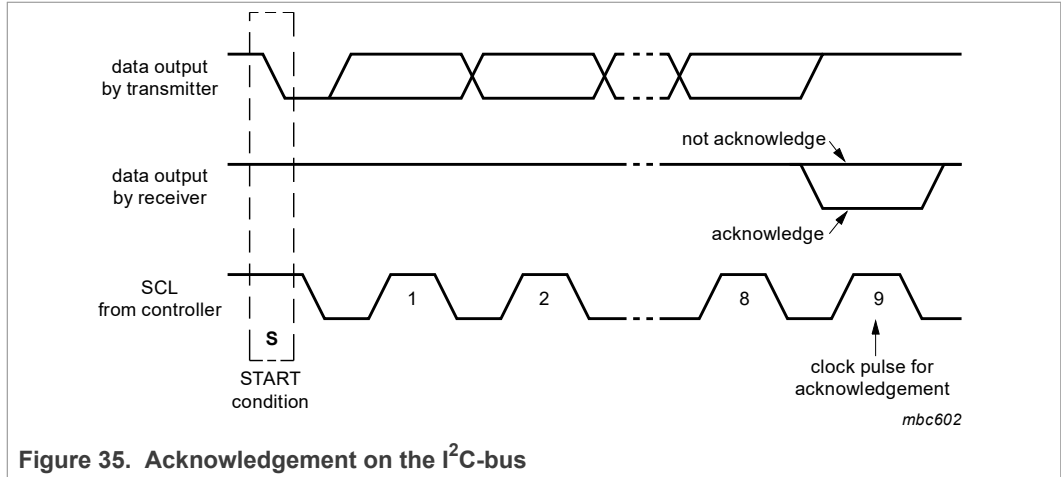 data output
by transmitter
not acknowledge
data output
by receiver
acknowledge
SCL
from controller
1
2
8
9
S
START
condition
clock pulse for
acknowledgement
mbc602
Figure 35. Acknowledgement on the I²C-bus